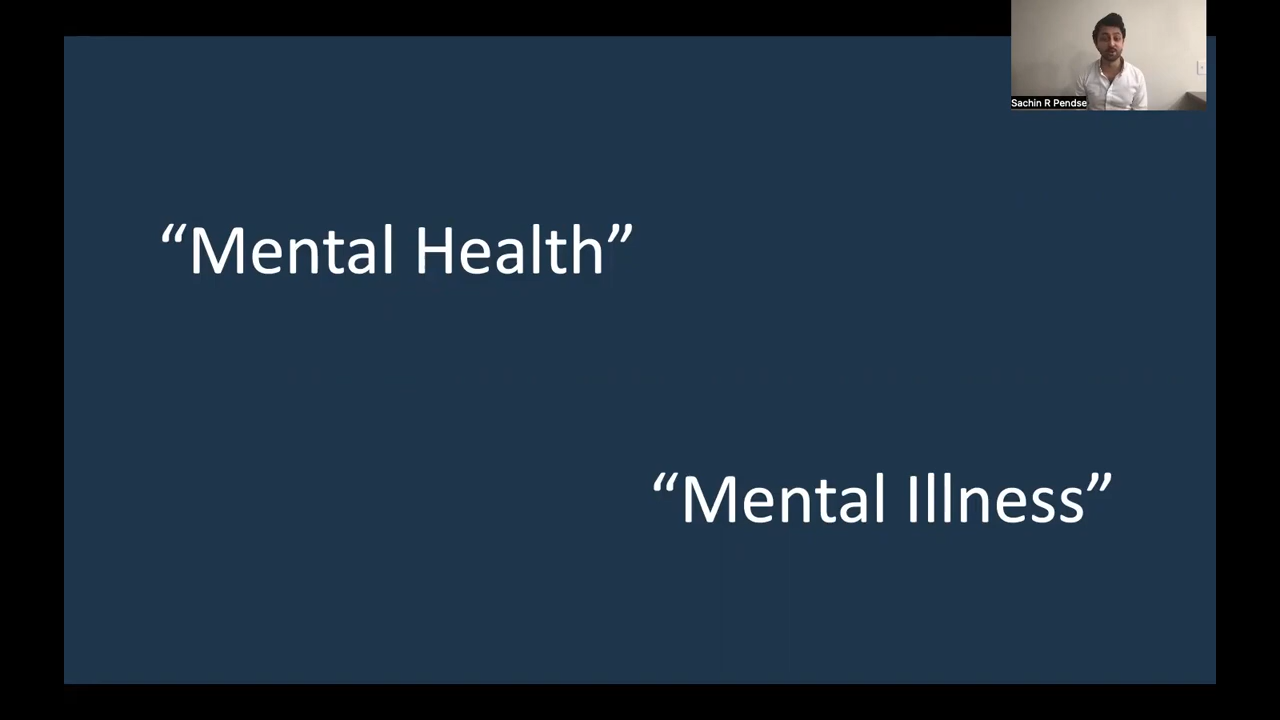 Sachin R Pendse
“Mental Health”
“Mental Illness”